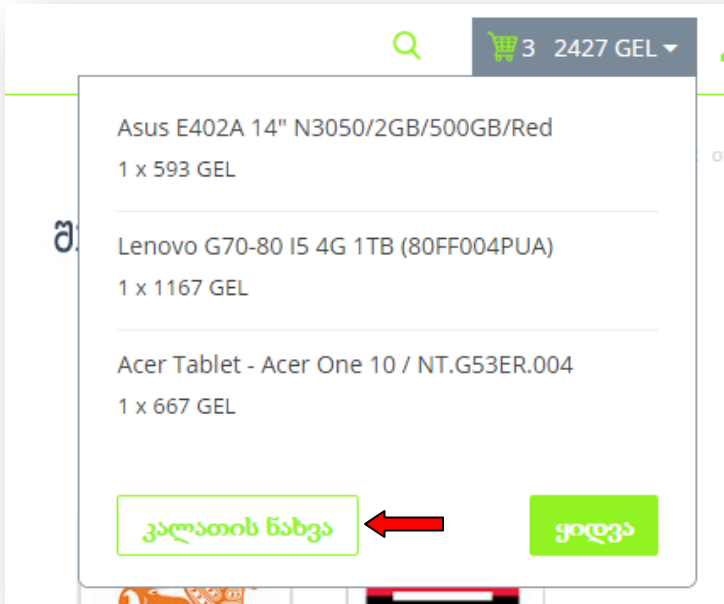 3 2427 GEL
Asus E402A 14" N3050/2GB/500GB/Red
1 x 593 GEL
Lenovo G70-80 I5 4G 1TB (80FF004PUA)
1 x 1167 GEL
Acer Tablet - Acer One 10 / NT.G53ER.004
1 x 667 GEL
კალათის ნახვა
ყიდვა